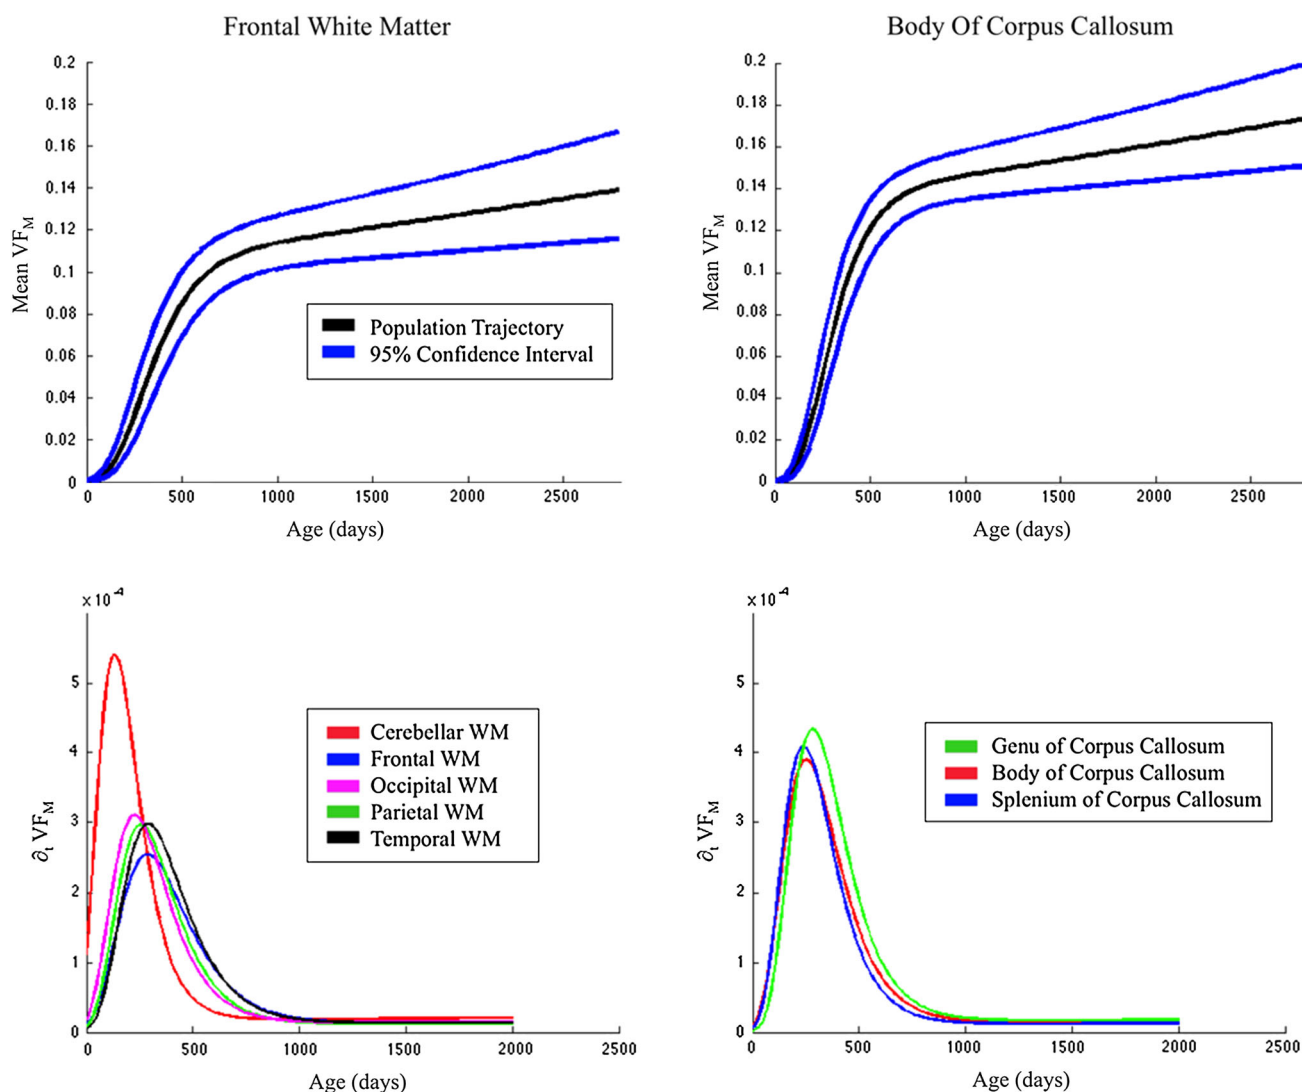 Frontal White Matter
Body Of Corpus Callosum
Mean VF_M
0.2
0.18
0.16
0.14
0.12
0.1
0.08
0.06
0.04
0.02
0
Population Trajectory
95% Confidence Interval
0 500 1000 1500 2000 2500
Age (days)
Mean VF_M
0.2
0.18
0.16
0.14
0.12
0.1
0.08
0.06
0.04
0.02
0
0 500 1000 1500 2000 2500
Age (days)
×10⁻⁴
∂ₜ VF_M
5
4
3
2
1
0
Cerebellar WM
Frontal WM
Occipital WM
Parietal WM
Temporal WM
0 500 1000 1500 2000 2500
Age (days)
×10⁻⁴
∂ₜ VF_M
5
4
3
2
1
0
Genu of Corpus Callosum
Body of Corpus Callosum
Splenium of Corpus Callosum
0 500 1000 1500 2000 2500
Age (days)